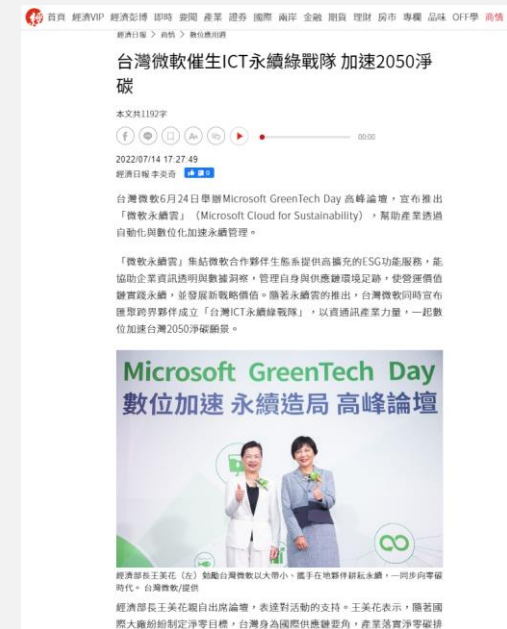 首頁 經濟VIP 經濟彭博 即時 要聞 產業 證券 國際 兩岸 金融 期貨 理財 房市 專欄 品味 OFF學 商情
經濟日報 > 商情 > 數位應用週
台灣微軟催生ICT永續綠戰隊 加速2050淨
碳
本文共1192字
00:00
2022/07/14 17:27:49
經濟日報 李炎奇 讚 0
台灣微軟6月24日舉辦Microsoft GreenTech Day 高峰論壇，宣布推出
「微軟永續雲」（Microsoft Cloud for Sustainability），幫助產業透過
自動化與數位化加速永續管理。
「微軟永續雲」集結微軟合作夥伴生態系提供高擴充的ESG功能服務，能
協助企業資訊透明與數據洞察，管理自身與供應鏈環境足跡，使營運價值
鏈實踐永續，並發展新戰略價值。隨著永續雲的推出，台灣微軟同時宣布
匯聚跨界夥伴成立「台灣ICT永續綠戰隊」，以資通訊產業力量，一起數
位加速台灣2050淨碳願景。
Microsoft GreenTech Day
數位加速 永續造局 高峰論壇
經濟部長王美花（左）勉勵台灣微軟以大帶小、攜手在地夥伴耕耘永續，一同步向零碳
時代。 台灣微軟/提供
經濟部長王美花親自出席論壇，表達對活動的支持。王美花表示，隨著國
際大廠紛紛制定淨零目標，台灣身為國際供應鏈要角，產業落實淨零碳排